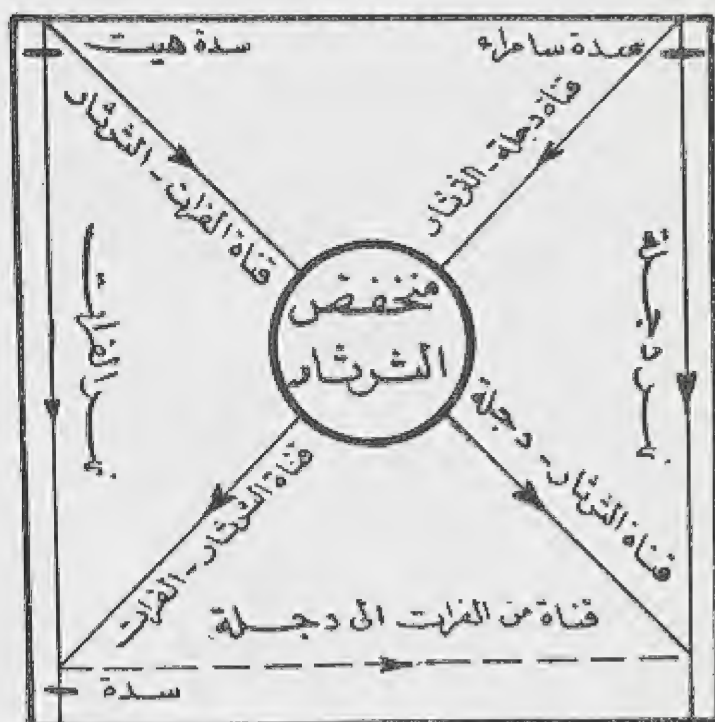 سدة سامراء
سدة هيت
قناة دجلة - الثرثار
قناة الفرات - الثرثار
نهر دجلة
نهر الفرات
منخفض
الثرثار
قناة الثرثار - دجلة
قناة الثرثار - الفرات
قناة من الفرات الى دجلة
سدة